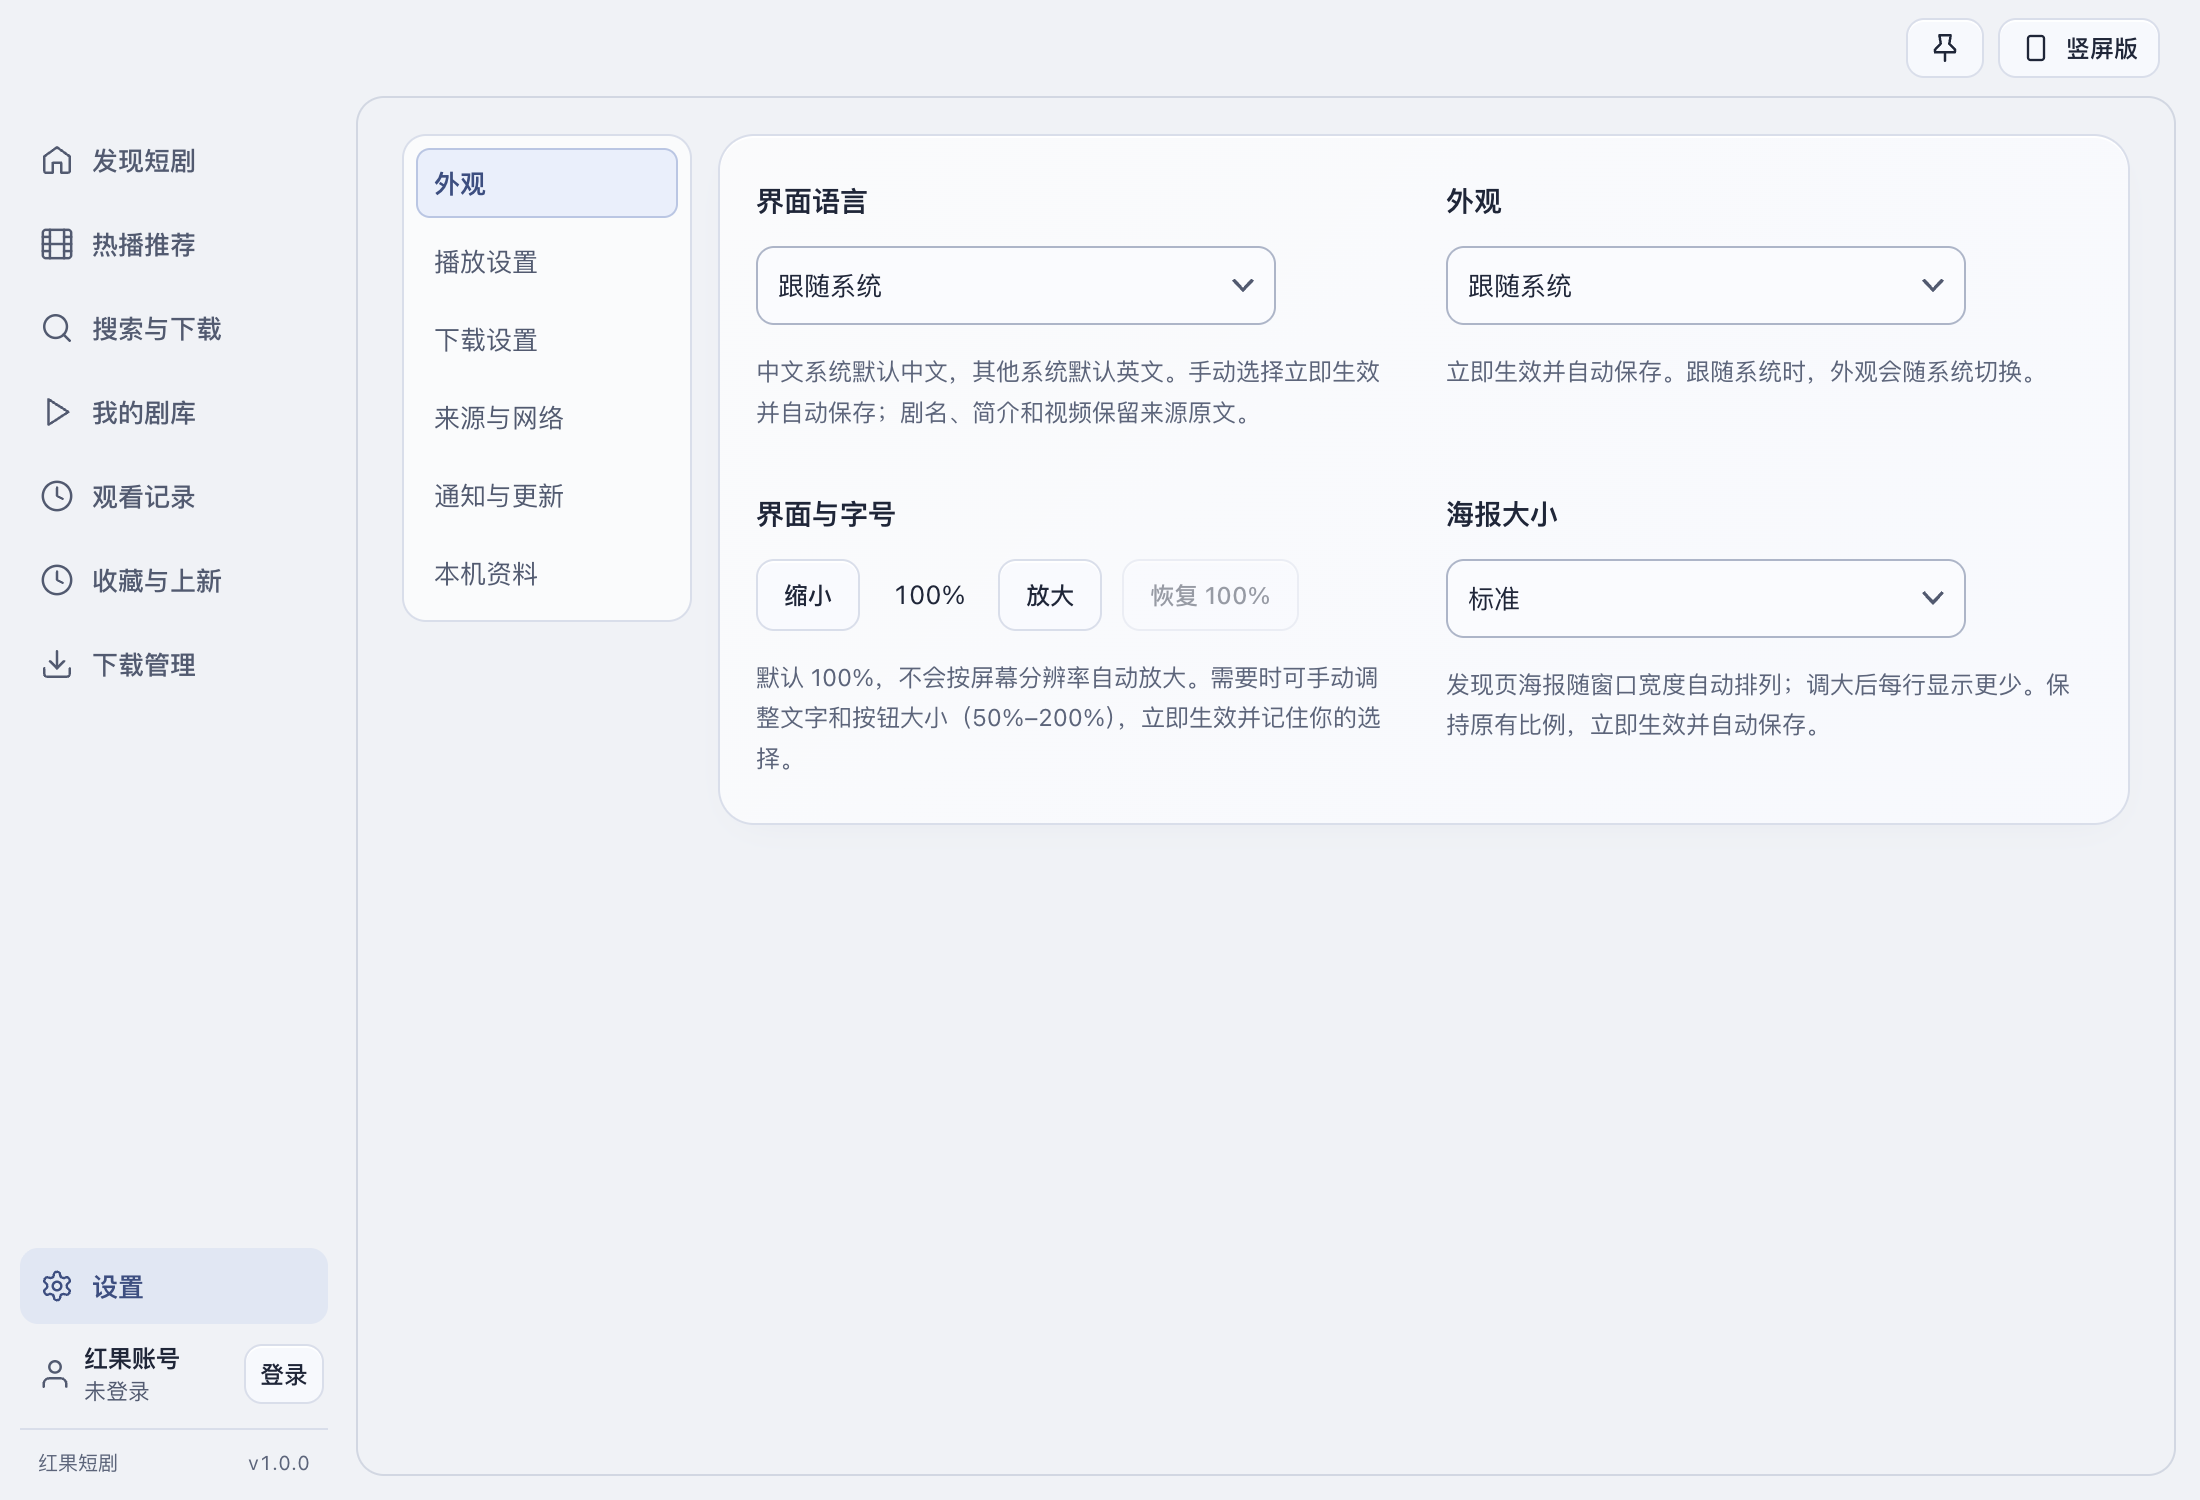 竖屏版
发现短剧
热播推荐
搜索与下载
我的剧库
观看记录
收藏与上新
下载管理
设置
红果账号
未登录
登录
红果短剧
v1.0.0
外观
播放设置
下载设置
来源与网络
通知与更新
本机资料
界面语言
跟随系统
中文系统默认中文，其他系统默认英文。手动选择立即生效
并自动保存；剧名、简介和视频保留来源原文。
外观
跟随系统
立即生效并自动保存。跟随系统时，外观会随系统切换。
界面与字号
缩小 100% 放大 恢复 100%
默认 100%，不会按屏幕分辨率自动放大。需要时可手动调
整文字和按钮大小（50%–200%），立即生效并记住你的选
择。
海报大小
标准
发现页海报随窗口宽度自动排列；调大后每行显示更少。保
持原有比例，立即生效并自动保存。